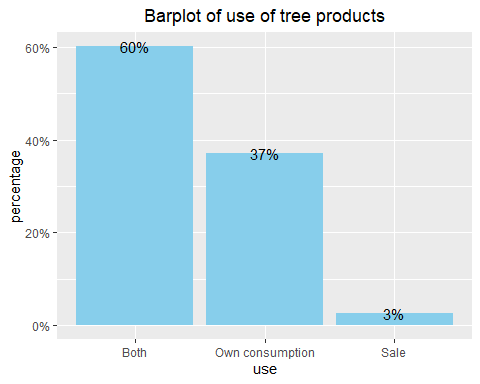 Barplot of use of tree products
60%
40%
20%
0%
percentage
60%
37%
3%
Both
Own consumption
Sale
use